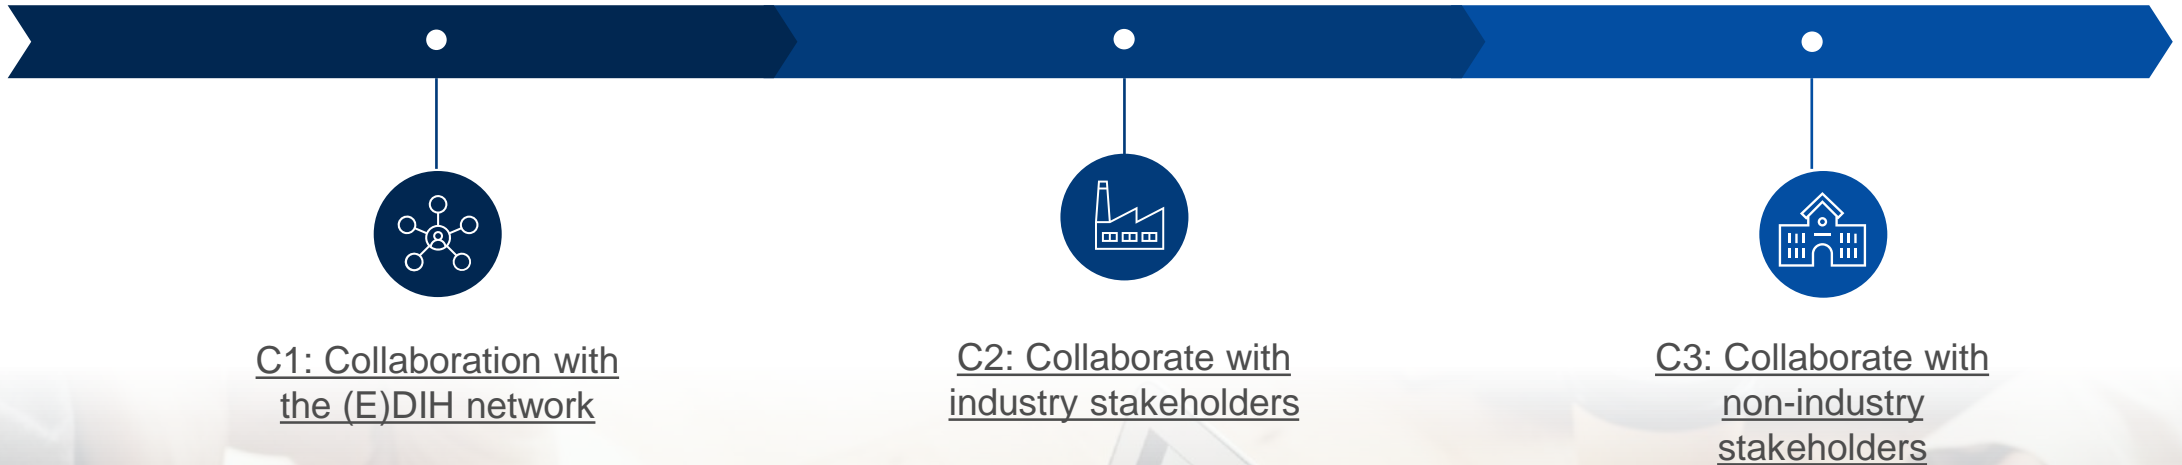 C1: Collaboration with
the (E)DIH network
C2: Collaborate with
industry stakeholders
C3: Collaborate with
non-industry
stakeholders